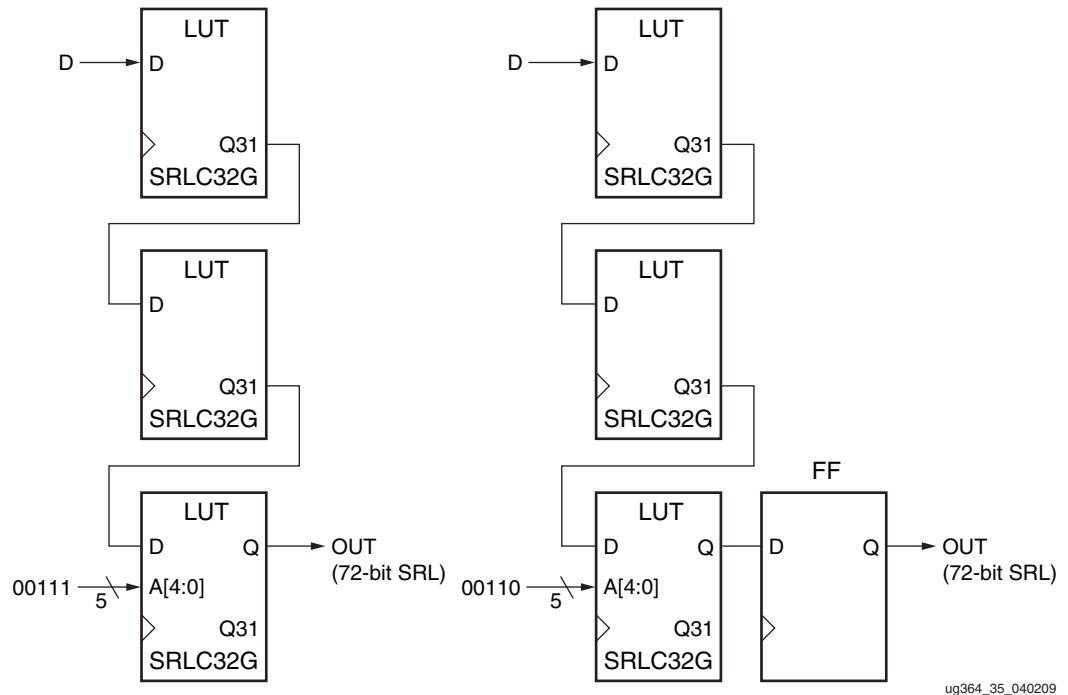 LUT
D
D
Q31
SRLC32G
LUT
D
Q31
SRLC32G
LUT
D
Q
OUT
(72-bit SRL)
00111
5
A[4:0]
Q31
SRLC32G
LUT
D
D
Q31
SRLC32G
LUT
D
Q31
SRLC32G
LUT
D
Q
00110
5
A[4:0]
Q31
SRLC32G
FF
D
Q
OUT
(72-bit SRL)
ug364_35_040209